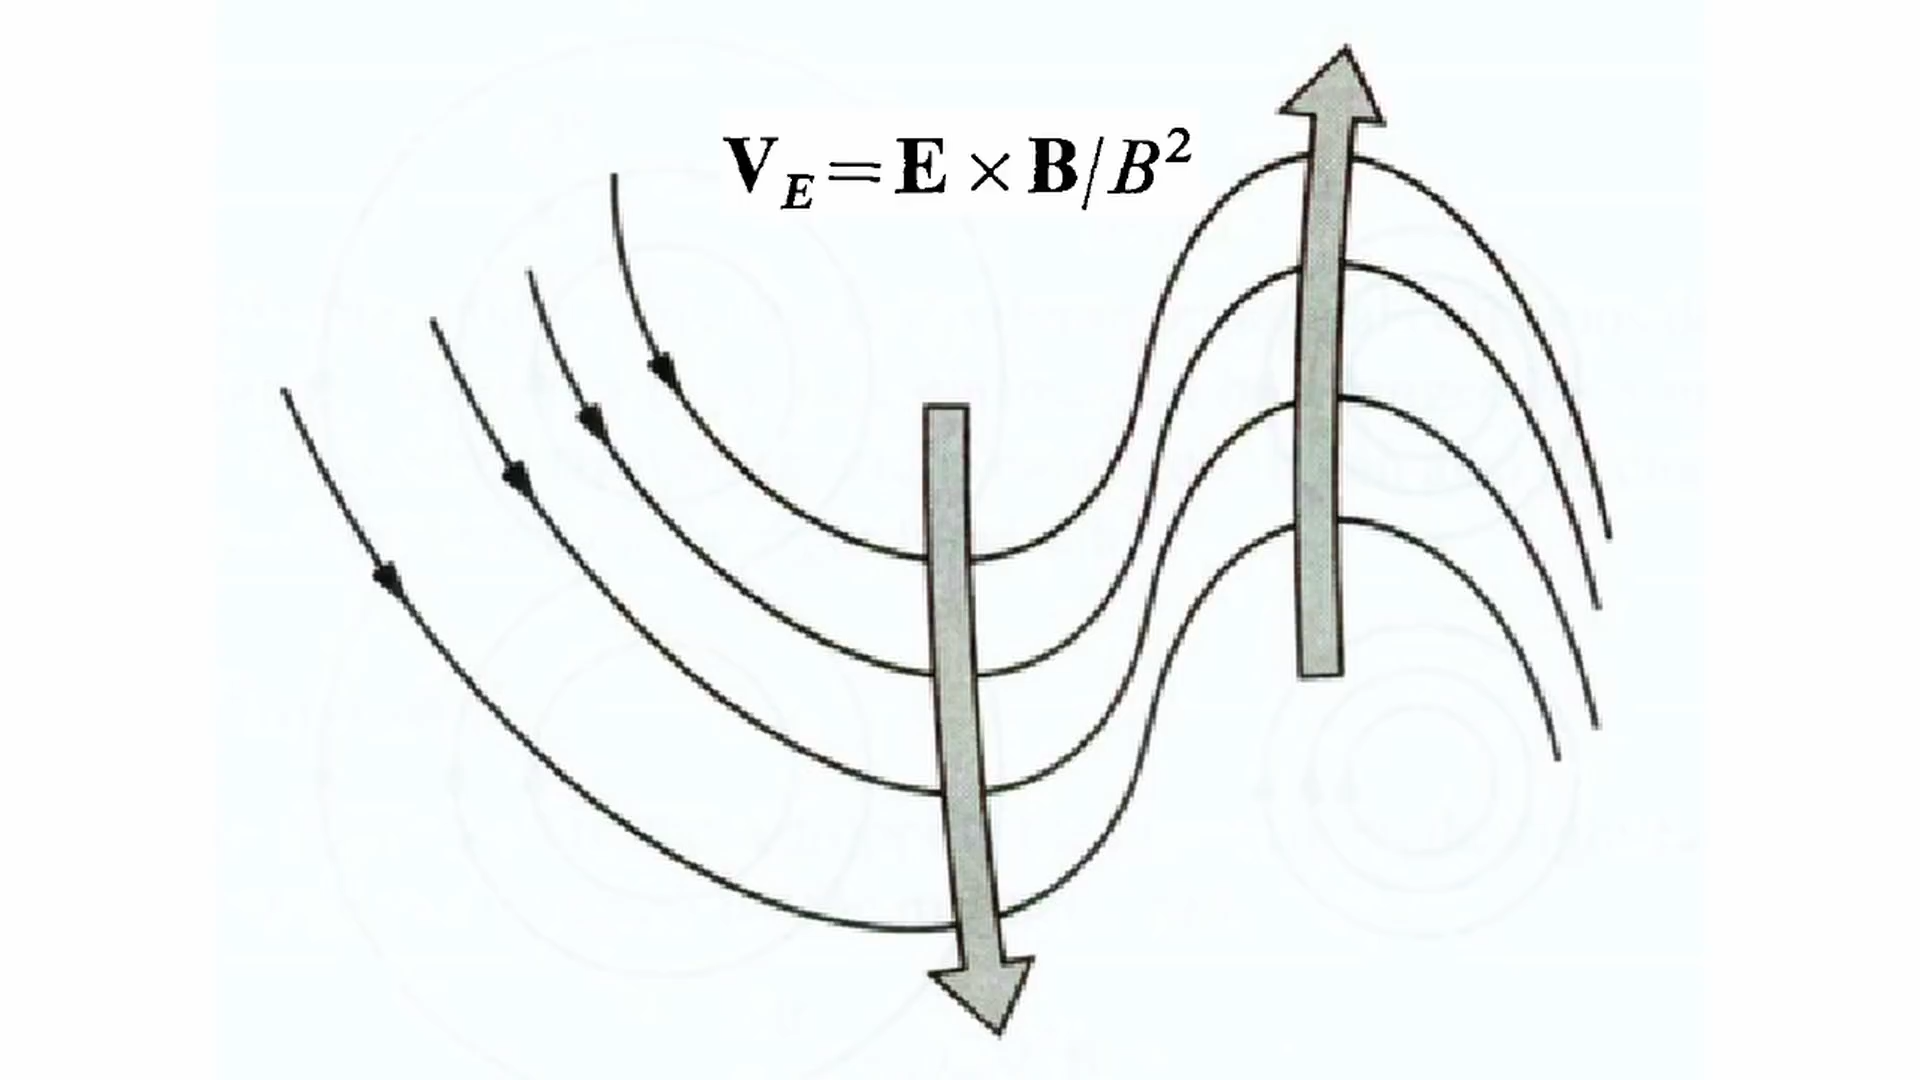 𝐕_E = 𝐄 × 𝐁/B²